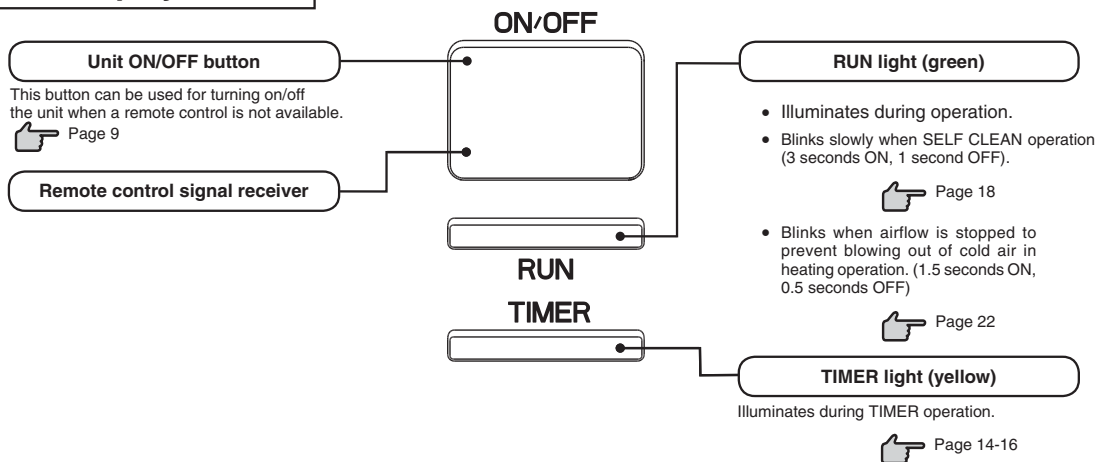 ON/OFF
Unit ON/OFF button
This button can be used for turning on/off
the unit when a remote control is not available.
Page 9
Remote control signal receiver
RUN
TIMER
RUN light (green)
• Illuminates during operation.
• Blinks slowly when SELF CLEAN operation
(3 seconds ON, 1 second OFF).
Page 18
• Blinks when airflow is stopped to
prevent blowing out of cold air in
heating operation. (1.5 seconds ON,
0.5 seconds OFF)
Page 22
TIMER light (yellow)
Illuminates during TIMER operation.
Page 14-16